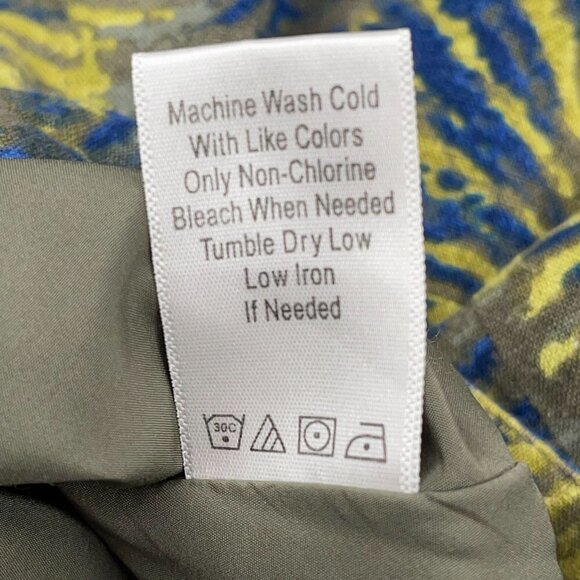 Machine Wash Cold
With Like Colors
Only Non-Chlorine
Bleach When Needed
Tumble Dry Low
Low Iron
If Needed
30C